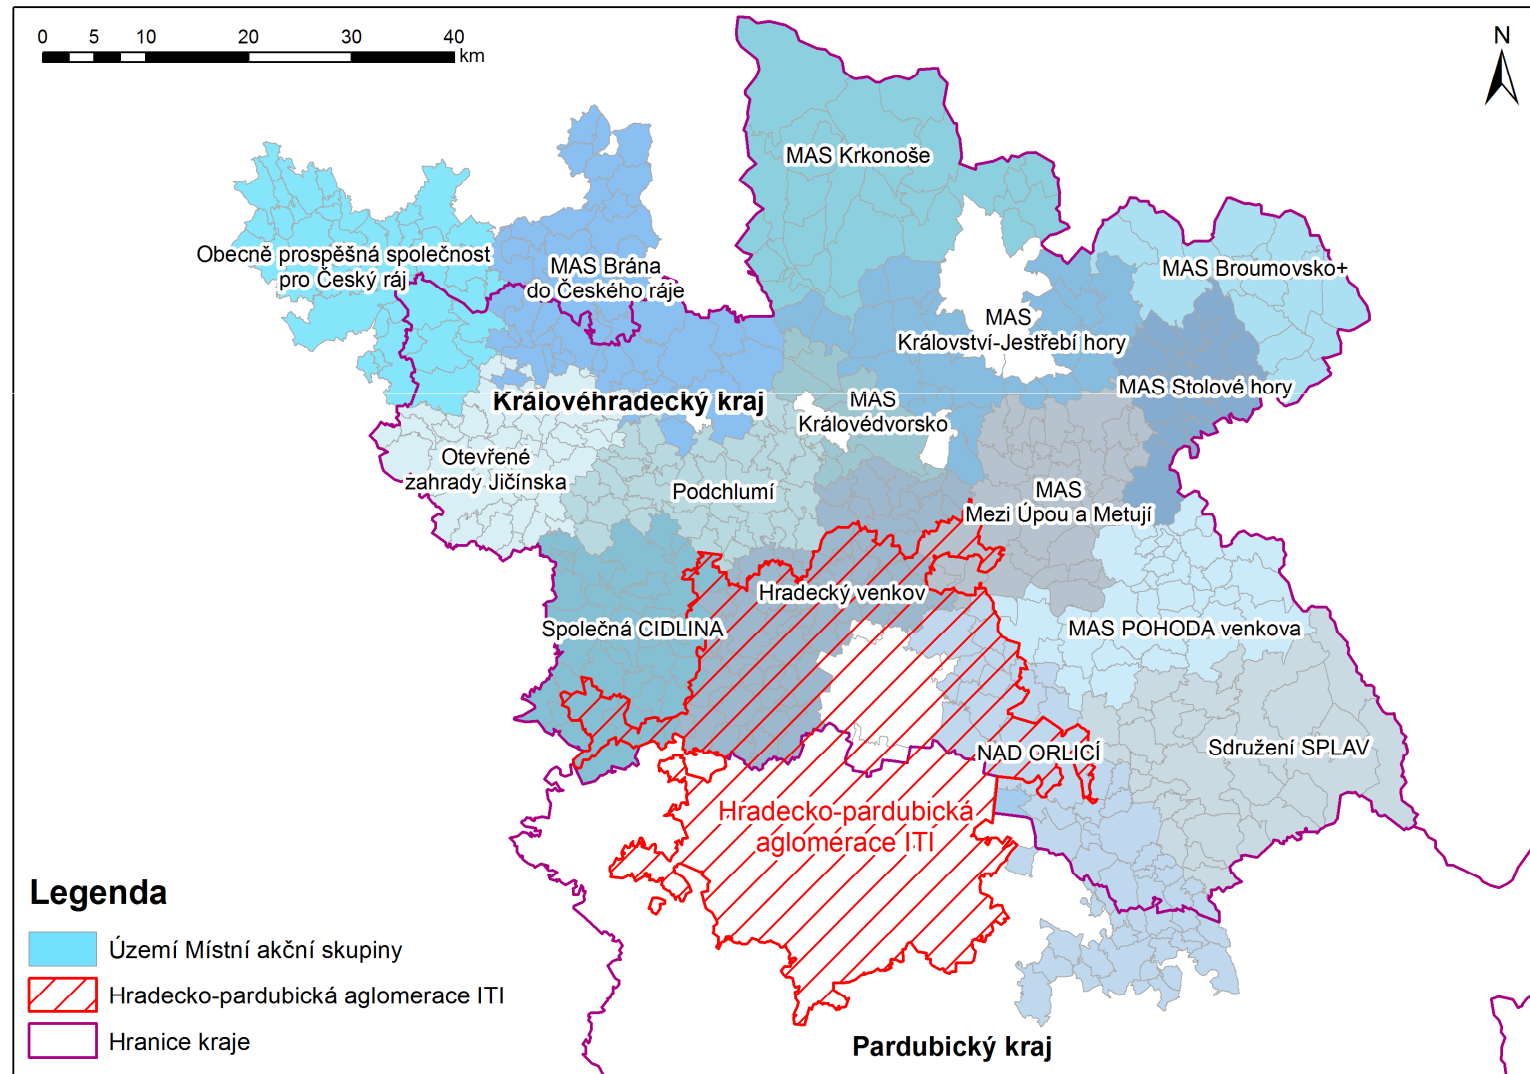 0 5 10 20 30 40
km
N
MAS Krkonoše
Obecně prospěšná společnost
pro Český ráj
MAS Brána
do Českého ráje
MAS Broumovsko+
MAS
Království-Jestřebí hory
MAS Stolové hory
Královéhradecký kraj
MAS
Královédvorsko
Otevřené
zahrady Jičínska
Podchlumí
MAS
Mezi Úpou a Metují
Hradecký venkov
Společná CIDLINA
MAS POHODA venkova
NAD ORLICÍ
Sdružení SPLAV
Hradecko-pardubická
aglomerace ITI
Legenda
Území Místní akční skupiny
Hradecko-pardubická aglomerace ITI
Hranice kraje
Pardubický kraj